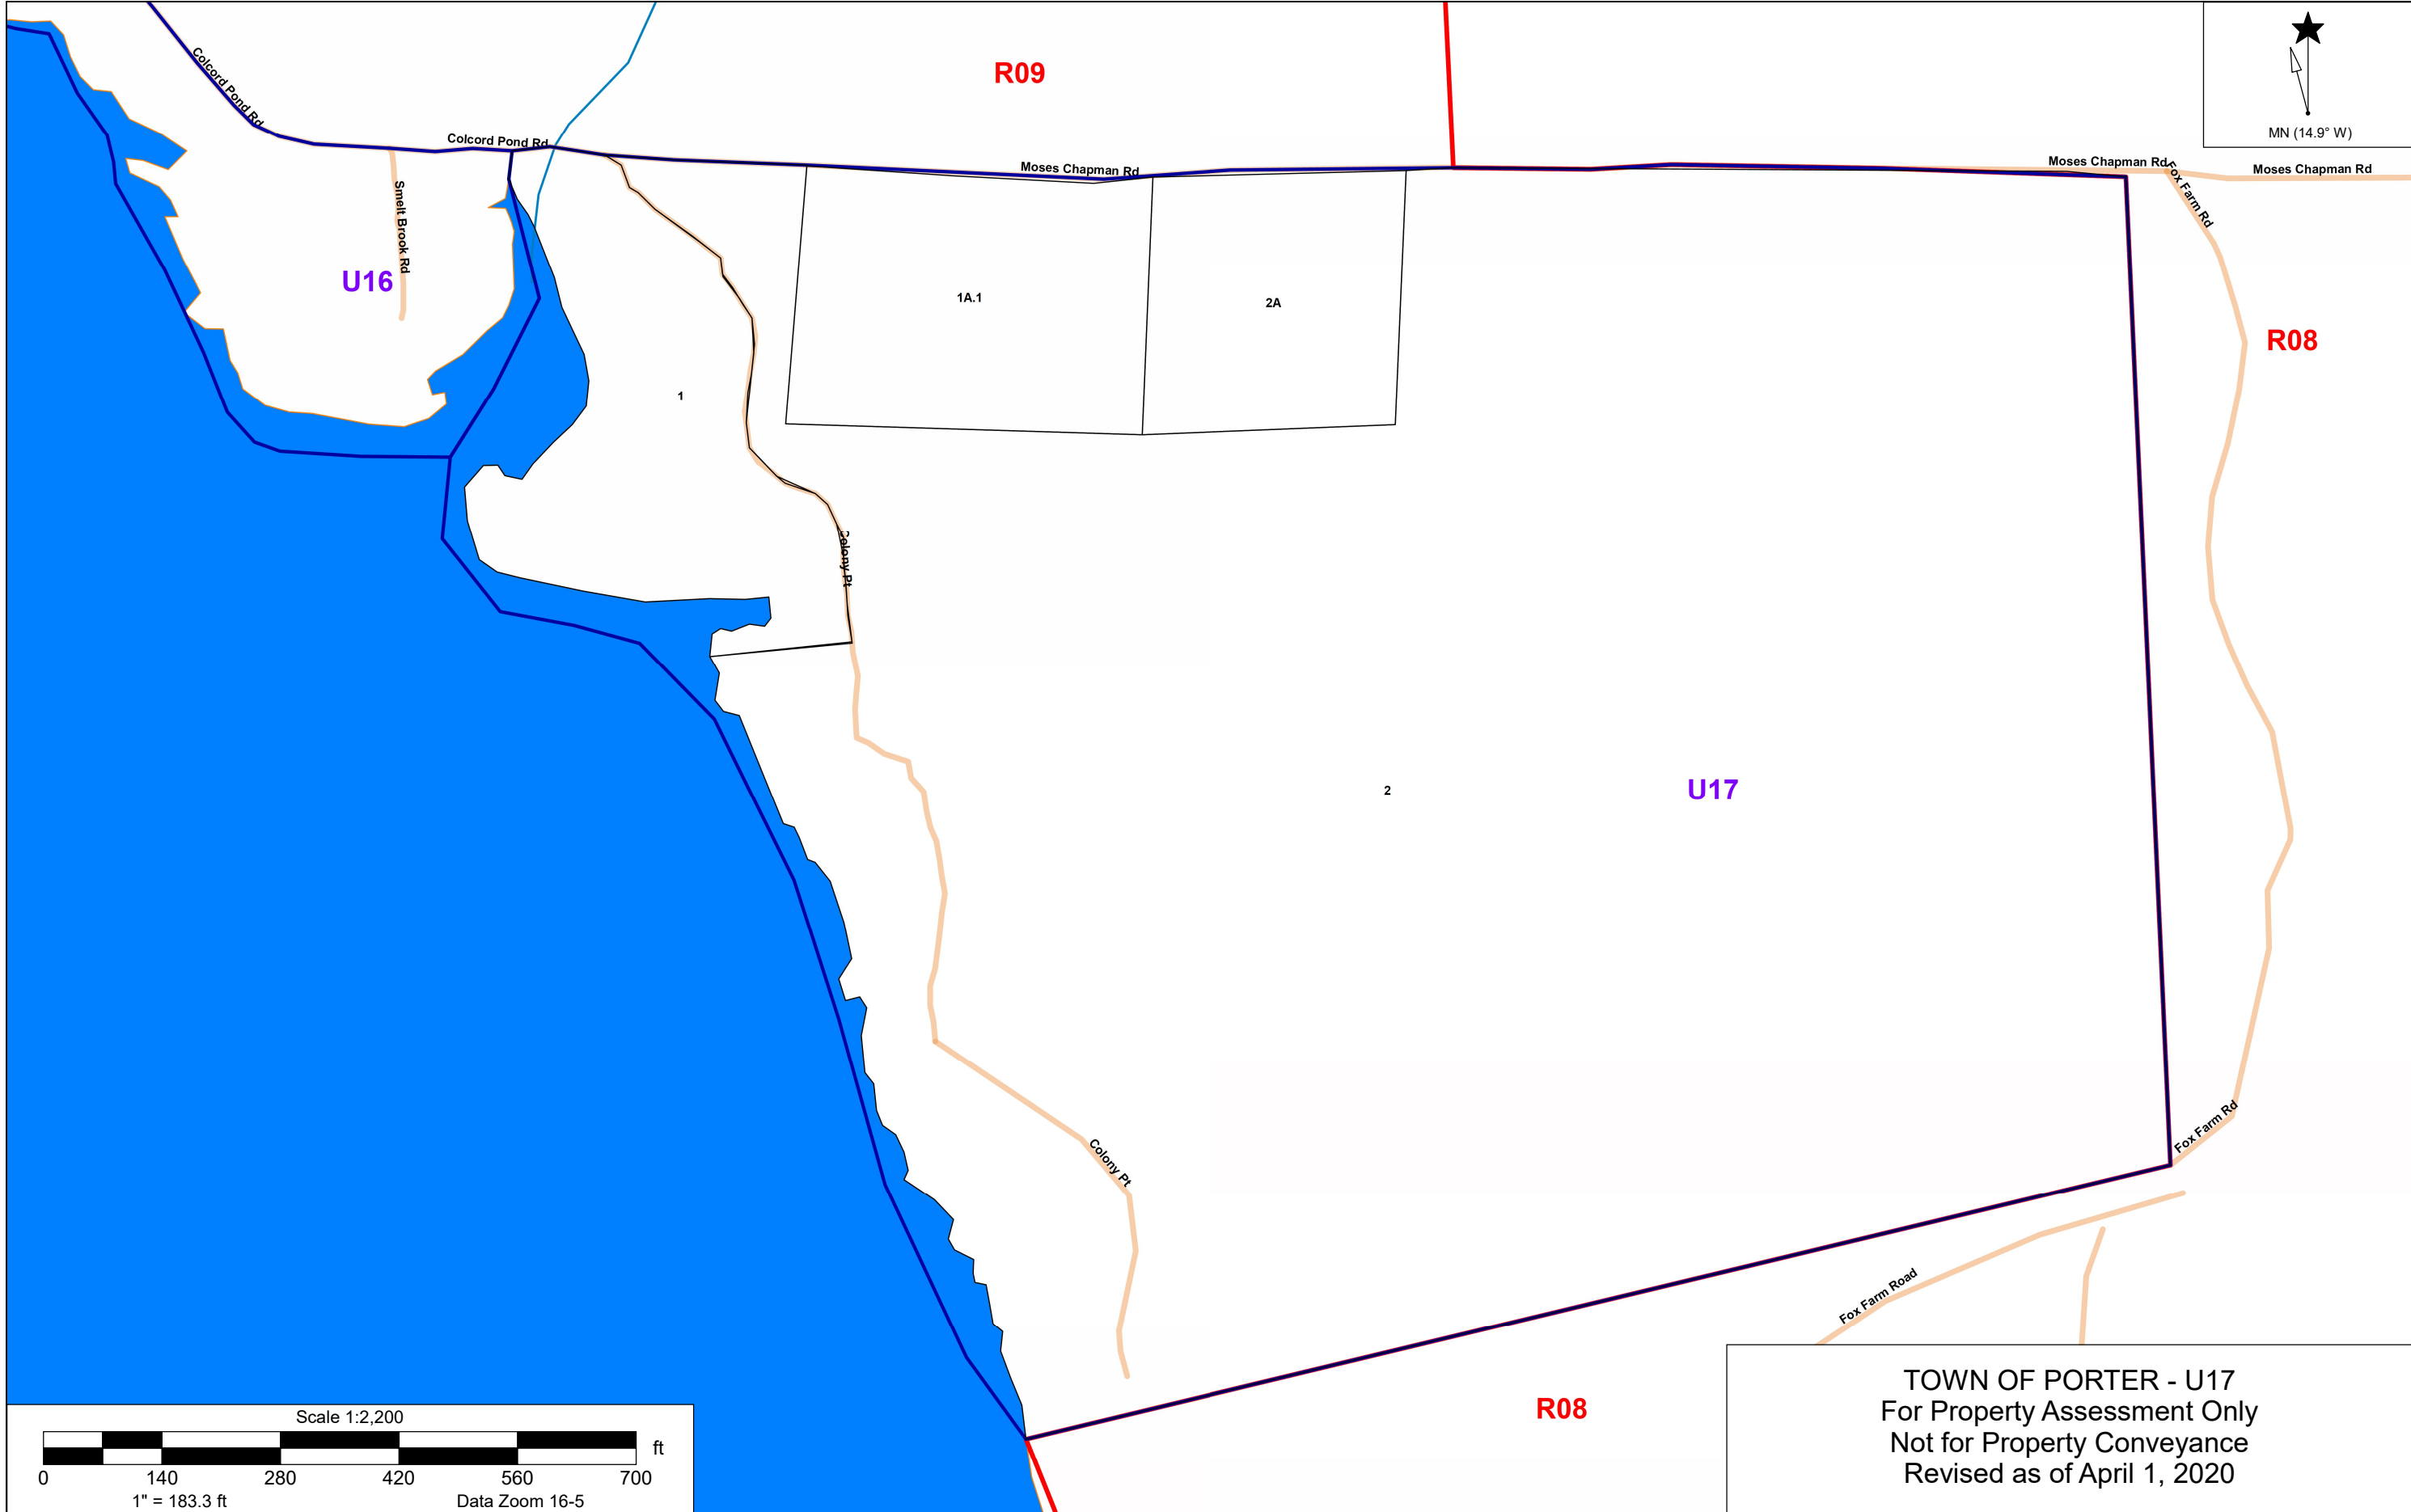 Colcord Pond Rd
Colcord Pond Rd
R09
Moses Chapman Rd
Moses Chapman Rd
Moses Chapman Rd
MN (14.9° W)
Smelt Brook Rd
Fox Farm Rd
U16
1A.1
2A
R08
1
Colony Pt
2
U17
Colony Pt
Fox Farm Rd
Fox Farm Road
R08
Scale 1:2,200
ft
0 140 280 420 560 700
1" = 183.3 ft Data Zoom 16-5
TOWN OF PORTER - U17
For Property Assessment Only
Not for Property Conveyance
Revised as of April 1, 2020